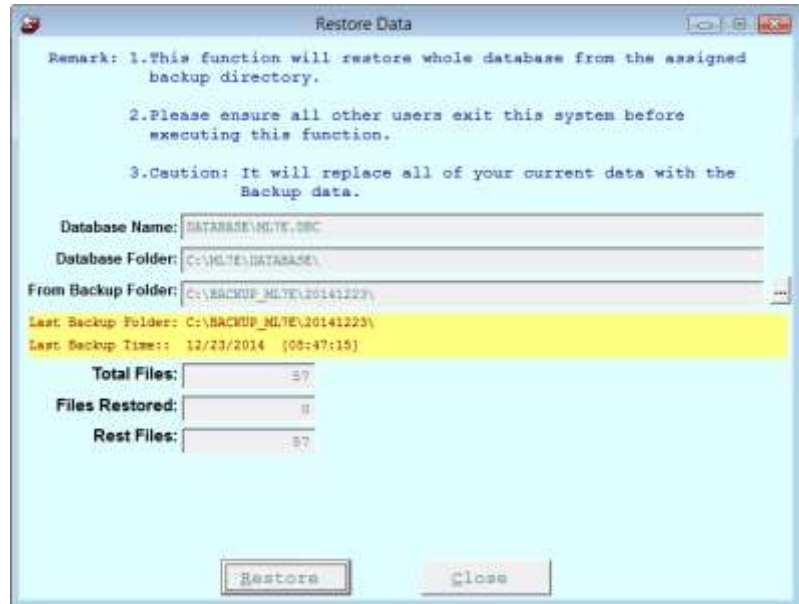 Restore Data
Remark: 1.This function will restore whole database from the assigned
backup directory.
2.Please ensure all other users exit this system before
executing this function.
3.Caution: It will replace all of your current data with the
Backup data.
Database Name: DATABASE\ML7E.DBC
Database Folder: C:\ML7E\DATABASE\
From Backup Folder: C:\BACKUP_ML7E\20141223\
...
Last Backup Folder: C:\BACKUP_ML7E\20141223\
Last Backup Time:: 12/23/2014 (08:47:15)
Total Files: 57
Files Restored: 0
Rest Files: 57
Restore Close